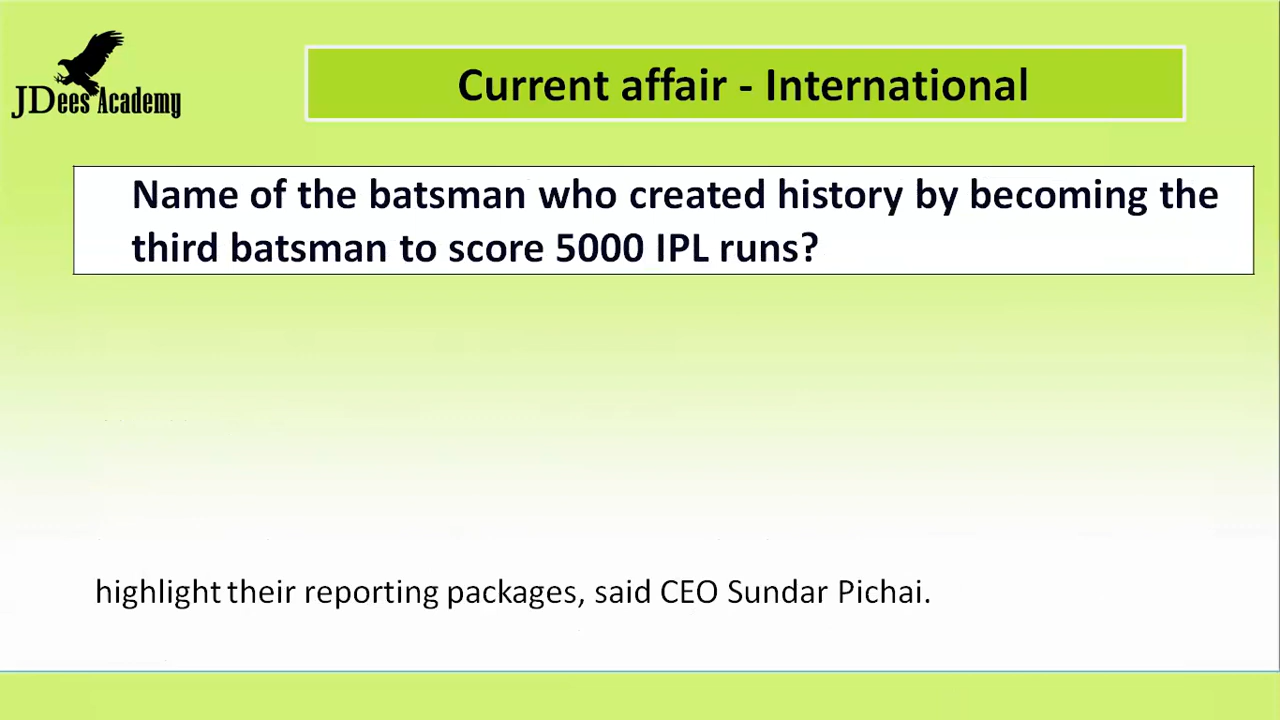 JDees Academy
Current affair - International
Name of the batsman who created history by becoming the
third batsman to score 5000 IPL runs?
highlight their reporting packages, said CEO Sundar Pichai.